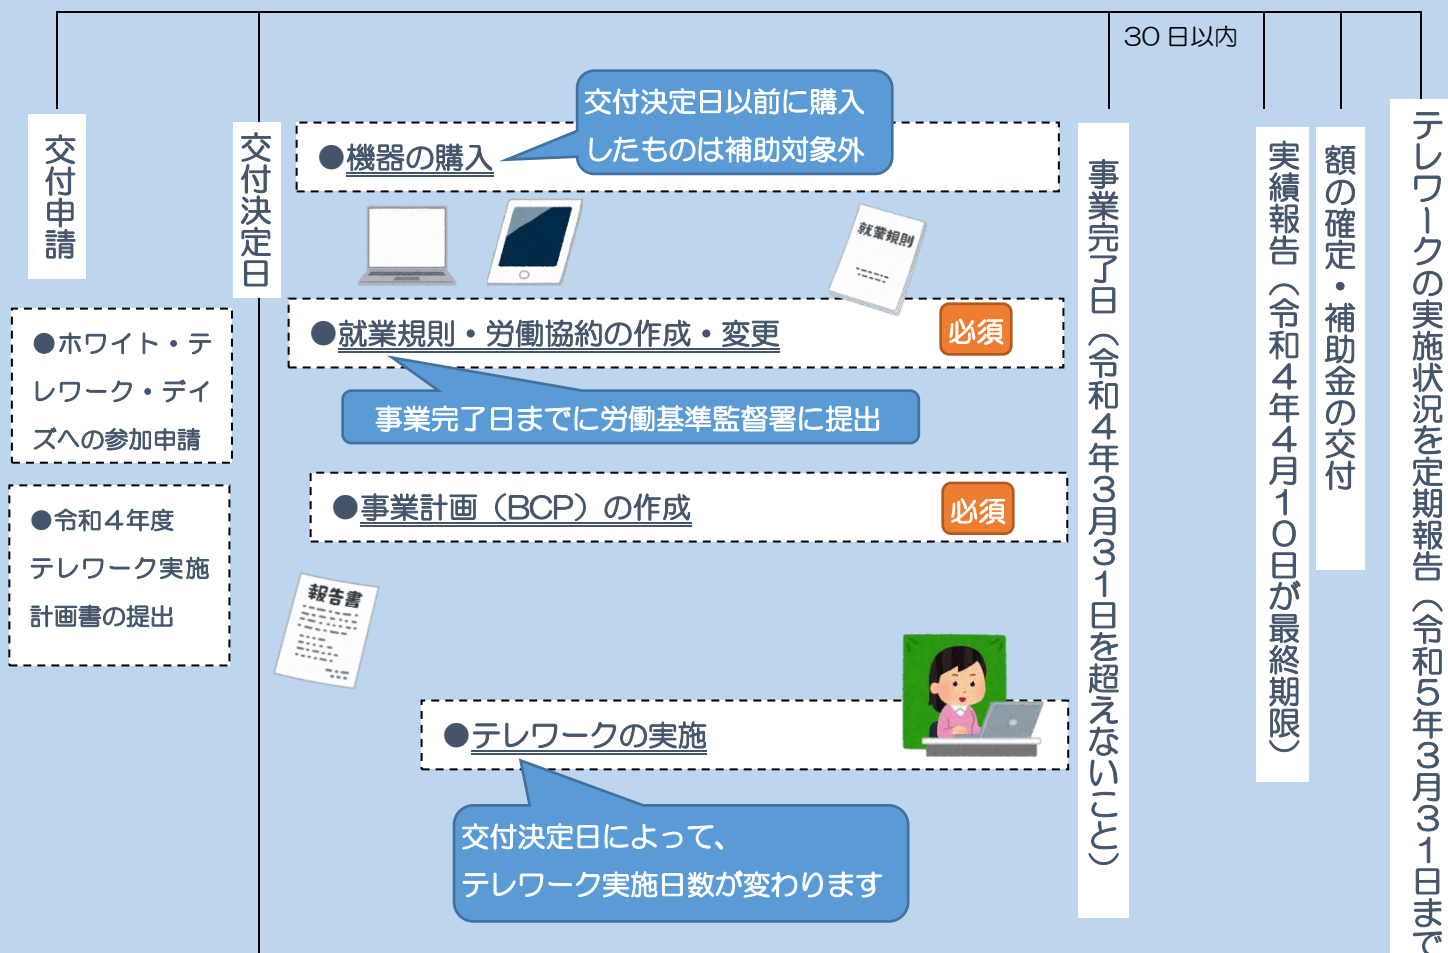 30日以内
交付申請
●ホワイト・テ
レワーク・デイ
ズへの参加申請
●令和4年度
テレワーク実施
計画書の提出
交付決定日
●機器の購入
交付決定日以前に購入
したものは補助対象外
就業規則
●就業規則・労働協約の作成・変更
必須
事業完了日までに労働基準監督署に提出
●事業計画（BCP）の作成
必須
報告書
●テレワークの実施
交付決定日によって、
テレワーク実施日数が変わります
事業完了日（令和4年3月31日を超えないこと）
実績報告（令和4年4月10日が最終期限）
額の確定・補助金の交付
テレワークの実施状況を定期報告（令和5年3月31日まで